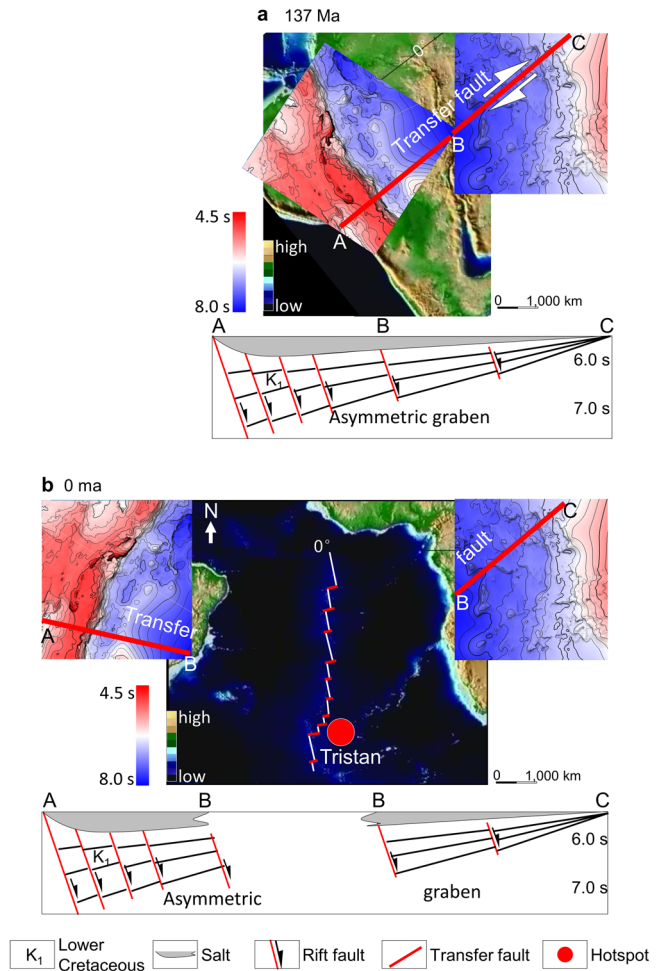 a 137 Ma
0°
C
Transfer fault
B
A
4.5 s
8.0 s
high
low
0 1,000 km
A B C
K1
6.0 s
7.0 s
Asymmetric graben
b 0 ma
N
0°
C
fault
B
A
Transfer
B
4.5 s
8.0 s
high
low
Tristan
0 1,000 km
A B B C
K1
6.0 s
7.0 s
Asymmetric graben
K1 Lower Cretaceous
Salt
Rift fault
Transfer fault
Hotspot